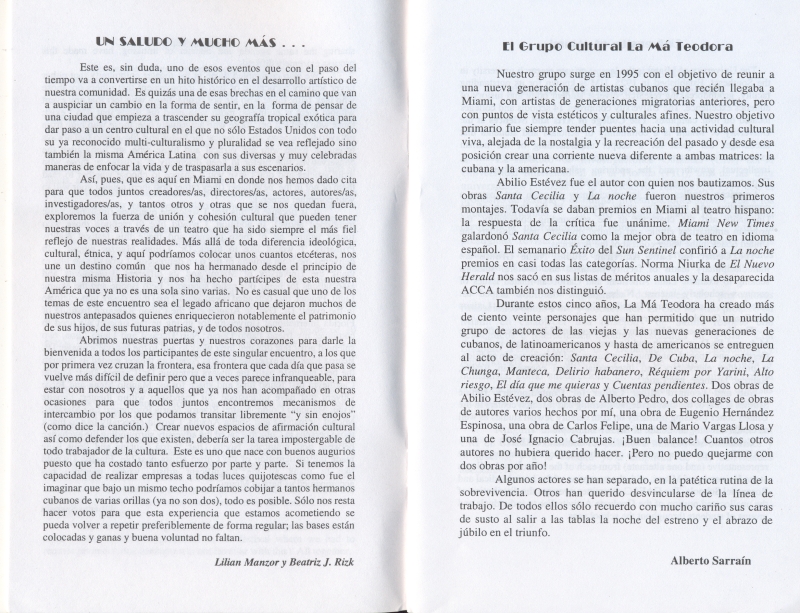 UN SALUDO Y MUCHO MÁS . . .
Este es, sin duda, uno de esos eventos que con el paso del
tiempo va a convertirse en un hito histórico en el desarrollo artístico de
nuestra comunidad. Es quizás una de esas brechas en el camino que van
a auspiciar un cambio en la forma de sentir, en la forma de pensar de
una ciudad que empieza a trascender su geografía tropical exótica para
dar paso a un centro cultural en el que no sólo Estados Unidos con todo
su ya reconocido multi-culturalismo y pluralidad se vea reflejado sino
también la misma América Latina con sus diversas y muy celebradas
maneras de enfocar la vida y de traspasarla a sus escenarios.
Así, pues, que es aquí en Miami en donde nos hemos dado cita
para que todos juntos creadores/as, directores/as, actores, autores/as,
investigadores/as, y tantos otros y otras que se nos quedan fuera,
exploremos la fuerza de unión y cohesión cultural que pueden tener
nuestras voces a través de un teatro que ha sido siempre el más fiel
reflejo de nuestras realidades. Más allá de toda diferencia ideológica,
cultural, étnica, y aquí podríamos colocar unos cuantos etcéteras, nos
une un destino común que nos ha hermanado desde el principio de
nuestra misma Historia y nos ha hecho partícipes de esta nuestra
América que ya no es una sola sino varias. No es casual que uno de los
temas de este encuentro sea el legado africano que dejaron muchos de
nuestros antepasados quienes enriquecieron notablemente el patrimonio
de sus hijos, de sus futuras patrias, y de todos nosotros.
Abrimos nuestras puertas y nuestros corazones para darle la
bienvenida a todos los participantes de este singular encuentro, a los que
por primera vez cruzan la frontera, esa frontera que cada día que pasa se
vuelve más difícil de definir pero que a veces parece infranqueable, para
estar con nosotros y a aquellos que ya nos han acompañado en otras
ocasiones para que todos juntos encontremos mecanismos de
intercambio por los que podamos transitar libremente “y sin enojos”
(como dice la canción.) Crear nuevos espacios de afirmación cultural
así como defender los que existen, debería ser la tarea impostergable de
todo trabajador de la cultura. Este es uno que nace con buenos augurios
puesto que ha costado tanto esfuerzo por parte y parte. Si tenemos la
capacidad de realizar empresas a todas luces quijotescas como fue el
imaginar que bajo un mismo techo podríamos cobijar a tantos hermanos
cubanos de varias orillas (ya no son dos), todo es posible. Sólo nos resta
hacer votos para que esta experiencia que estamos acometiendo se
pueda volver a repetir preferiblemente de forma regular; las bases están
colocadas y ganas y buena voluntad no faltan.
Lilian Manzor y Beatriz J. Rizk
El Grupo Cultural La Má Teodora
Nuestro grupo surge en 1995 con el objetivo de reunir a
una nueva generación de artistas cubanos que recién llegaba a
Miami, con artistas de generaciones migratorias anteriores, pero
con puntos de vista estéticos y culturales afines. Nuestro objetivo
primario fue siempre tender puentes hacia una actividad cultural
viva, alejada de la nostalgia y la recreación del pasado y desde esa
posición crear una corriente nueva diferente a ambas matrices: la
cubana y la americana.
Abilio Estévez fue el autor con quien nos bautizamos. Sus
obras Santa Cecilia y La noche fueron nuestros primeros
montajes. Todavía se daban premios en Miami al teatro hispano:
la respuesta de la crítica fue unánime. Miami New Times
galardonó Santa Cecilia como la mejor obra de teatro en idioma
español. El semanario Éxito del Sun Sentinel confirió a La noche
premios en casi todas las categorías. Norma Niurka de El Nuevo
Herald nos sacó en sus listas de méritos anuales y la desaparecida
ACCA también nos distinguió.
Durante estos cinco años, La Má Teodora ha creado más
de ciento veinte personajes que han permitido que un nutrido
grupo de actores de las viejas y las nuevas generaciones de
cubanos, de latinoamericanos y hasta de americanos se entreguen
al acto de creación: Santa Cecilia, De Cuba, La noche, La
Chunga, Manteca, Delirio habanero, Réquiem por Yarini, Alto
riesgo, El día que me quieras y Cuentas pendientes. Dos obras de
Abilio Estévez, dos obras de Alberto Pedro, dos collages de obras
de autores varios hechos por mí, una obra de Eugenio Hernández
Espinosa, una obra de Carlos Felipe, una de Mario Vargas Llosa y
una de José Ignacio Cabrujas. ¡Buen balance! Cuantos otros
autores no hubiera querido hacer. ¡Pero no puedo quejarme con
dos obras por año!
Algunos actores se han separado, en la patética rutina de la
sobrevivencia. Otros han querido desvincularse de la línea de
trabajo. De todos ellos sólo recuerdo con mucho cariño sus caras
de susto al salir a las tablas la noche del estreno y el abrazo de
júbilo en el triunfo.
Alberto Sarraín